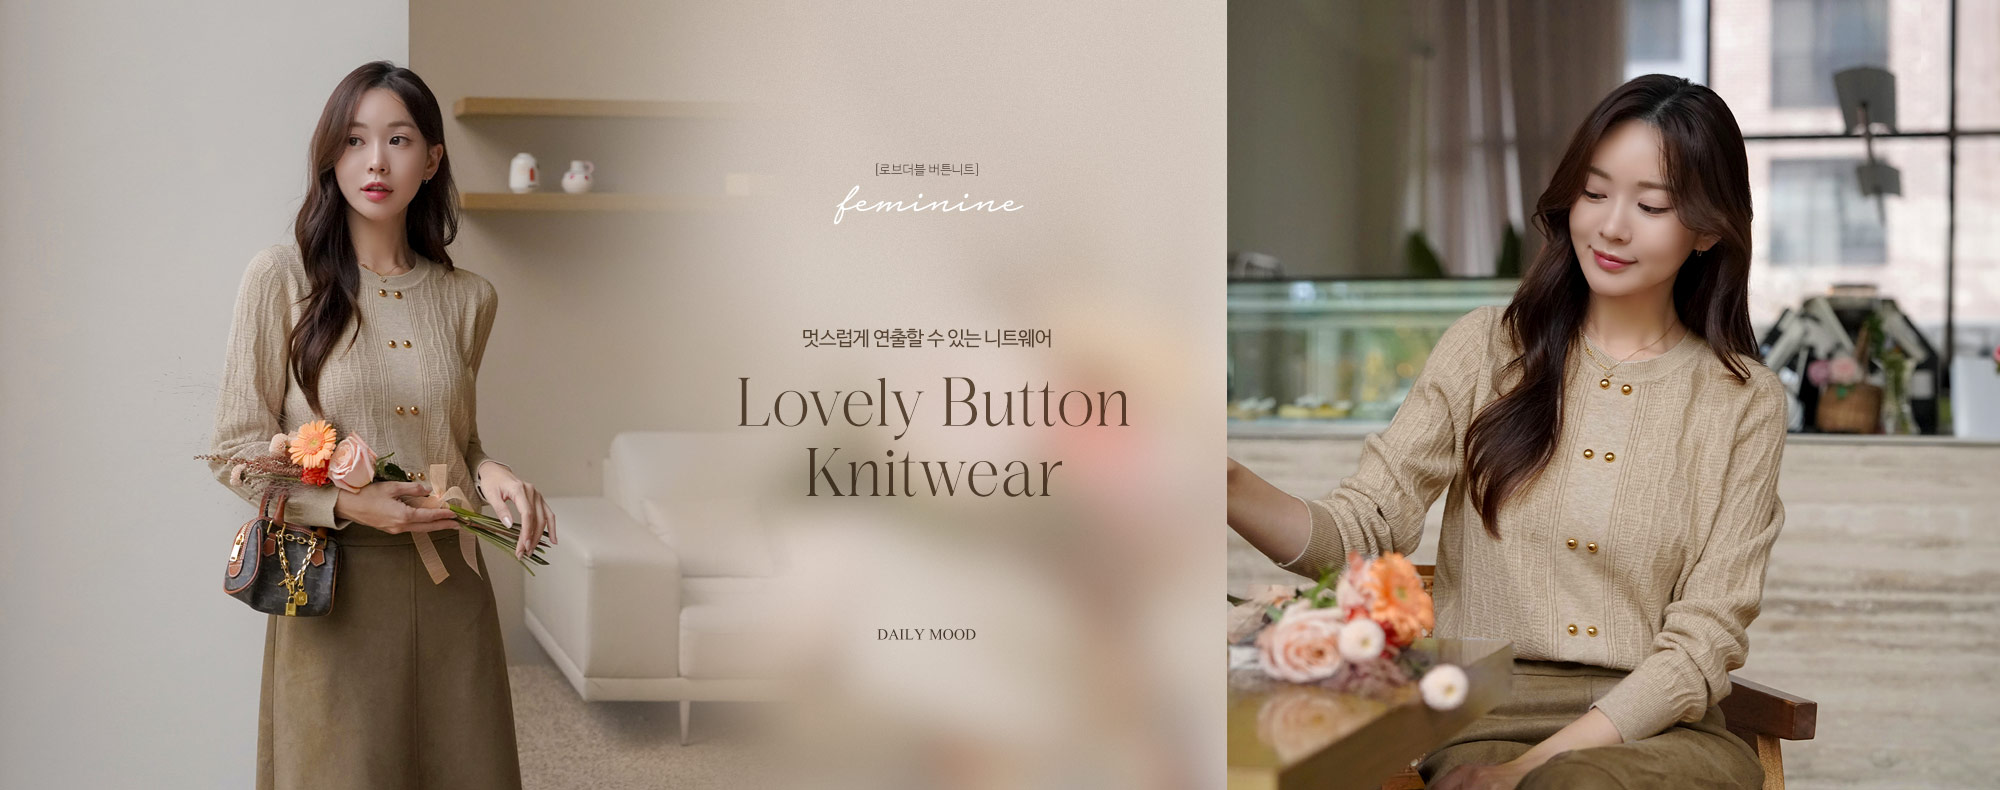 [로브더블 버튼니트]
feminine
멋스럽게 연출할 수 있는 니트웨어
Lovely Button
Knitwear
DAILY MOOD